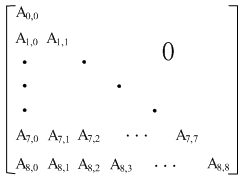 A0,0
A1,0 A1,1 0
• •
• •
• •
A7,0 A7,1 A7,2 ··· A7,7
A8,0 A8,1 A8,2 A8,3 ··· A8,8